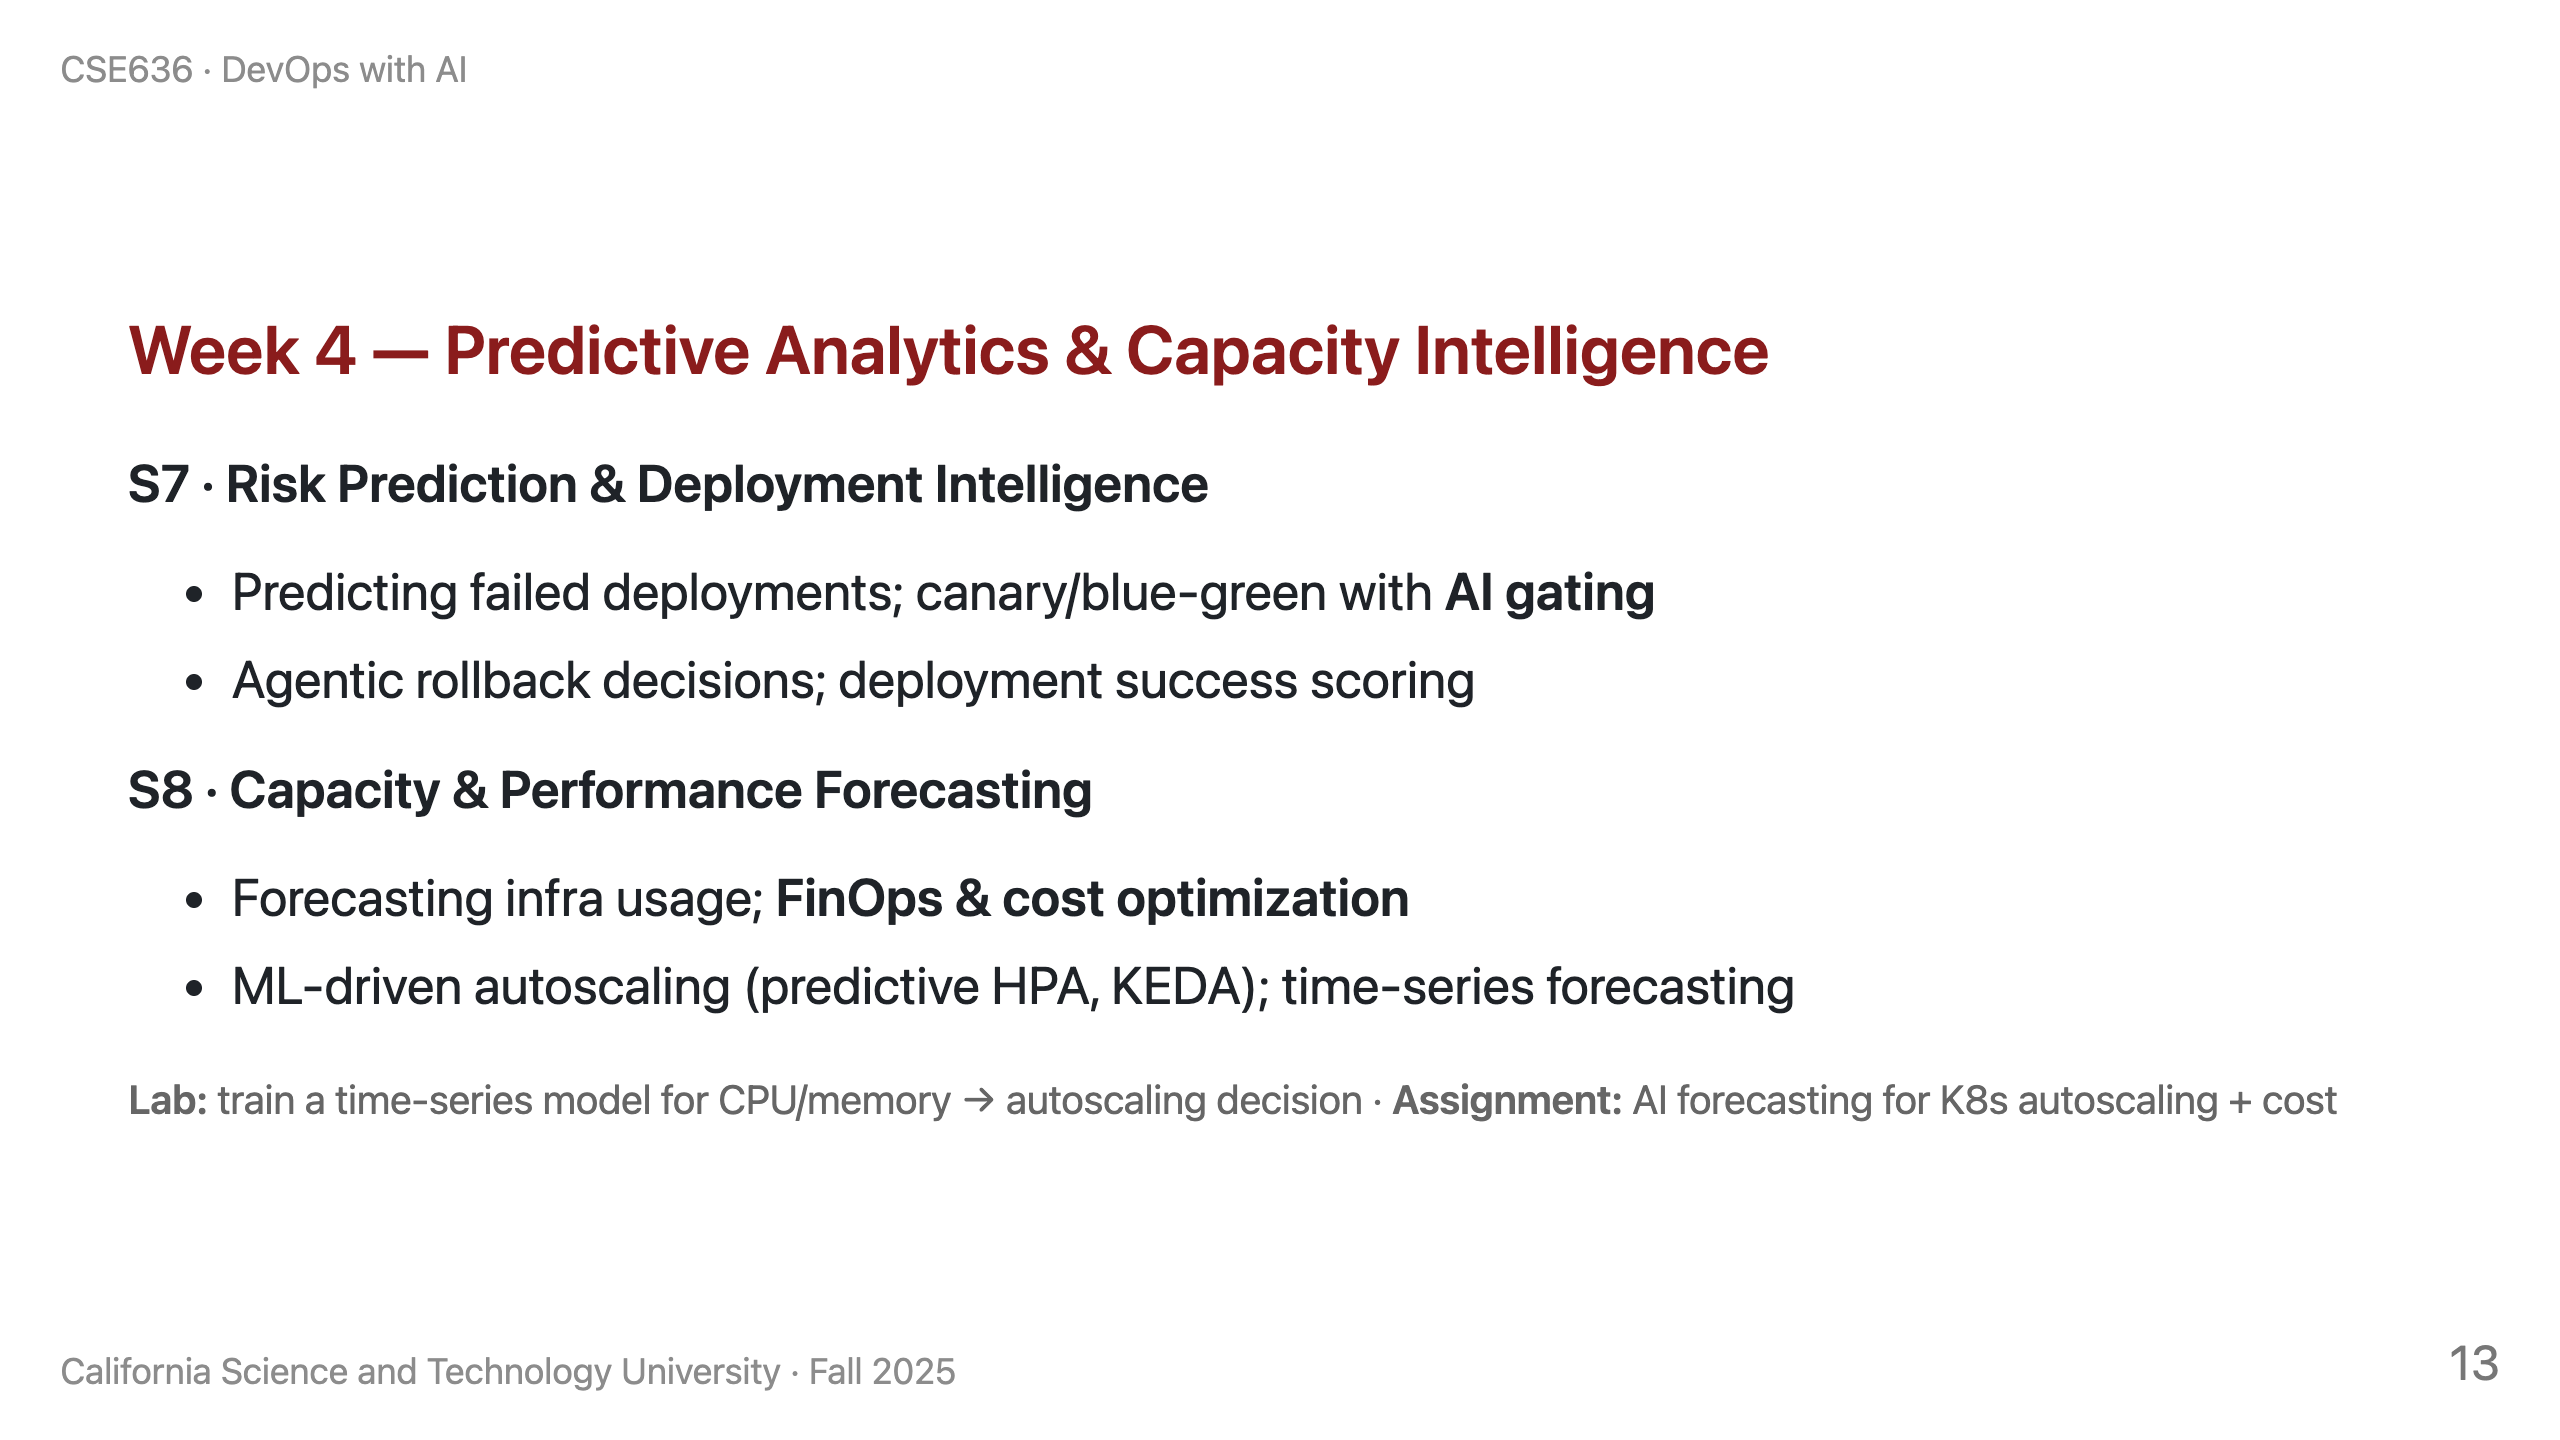 CSE636 · DevOps with AI
Week 4 — Predictive Analytics & Capacity Intelligence
S7 · Risk Prediction & Deployment Intelligence
• Predicting failed deployments; canary/blue-green with AI gating
• Agentic rollback decisions; deployment success scoring
S8 · Capacity & Performance Forecasting
• Forecasting infra usage; FinOps & cost optimization
• ML-driven autoscaling (predictive HPA, KEDA); time-series forecasting
Lab: train a time-series model for CPU/memory → autoscaling decision · Assignment: AI forecasting for K8s autoscaling + cost
California Science and Technology University · Fall 2025
13